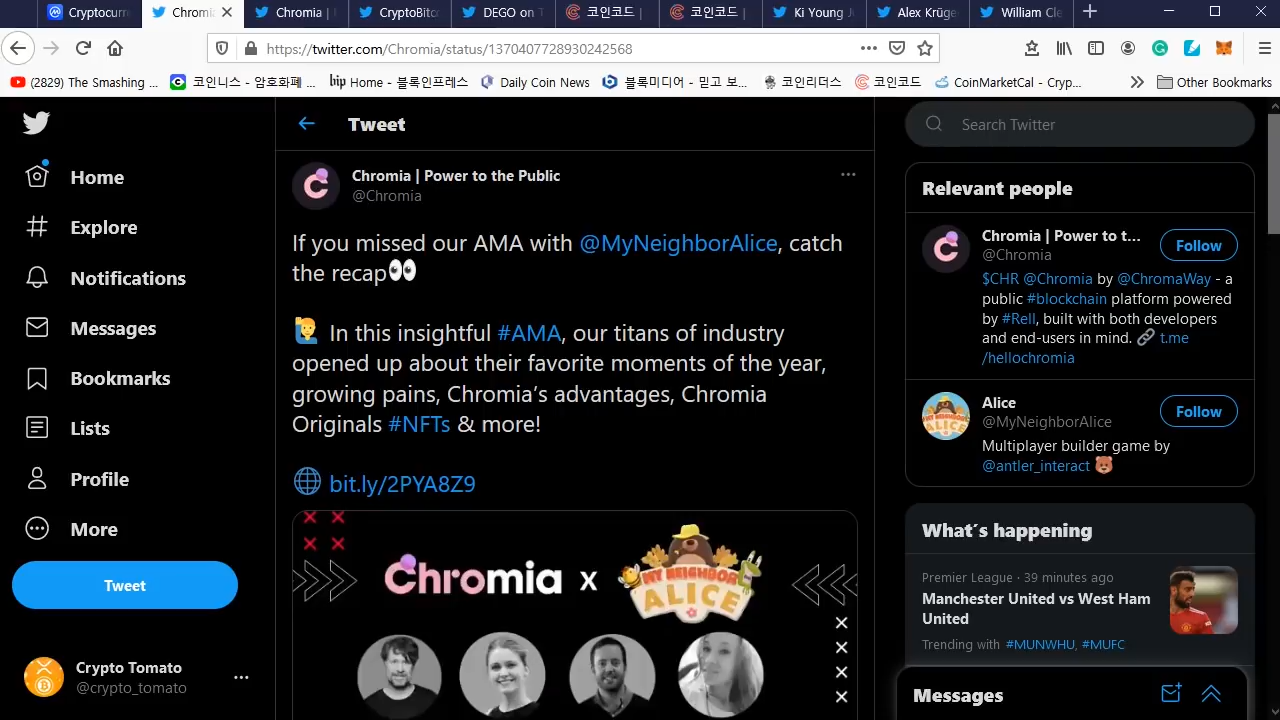 Cryptocurr
Chromia
Chromia |
CryptoBitc
DEGO on T
코인코드 |
코인코드 |
Ki Young J
Alex Krüge
William Cle
https://twitter.com/Chromia/status/1370407728930242568
(2829) The Smashing ...
코인니스 - 암호화폐 ...
bip Home - 블록인프레스
Daily Coin News
블록미디어 - 믿고 보...
코인리더스
코인코드
CoinMarketCal - Cryp...
Other Bookmarks
Home
Explore
Notifications
Messages
Bookmarks
Lists
Profile
More
Tweet
Crypto Tomato
@crypto_tomato
Tweet
Chromia | Power to the Public
@Chromia
If you missed our AMA with @MyNeighborAlice, catch
the recap👀
🙋‍♂️ In this insightful #AMA, our titans of industry
opened up about their favorite moments of the year,
growing pains, Chromia’s advantages, Chromia
Originals #NFTs & more!
🌐 bit.ly/2PYA8Z9
Chromia x MY NEIGHBOR
ALICE
Search Twitter
Relevant people
Chromia | Power to t...
@Chromia
Follow
$CHR @Chromia by @ChromaWay - a
public #blockchain platform powered
by #Rell, built with both developers
and end-users in mind. 🔗 t.me
/hellochromia
Alice
@MyNeighborAlice
Follow
Multiplayer builder game by
@antler_interact 🐻
What's happening
Premier League · 39 minutes ago
Manchester United vs West Ham
United
Trending with #MUNWHU, #MUFC
Messages